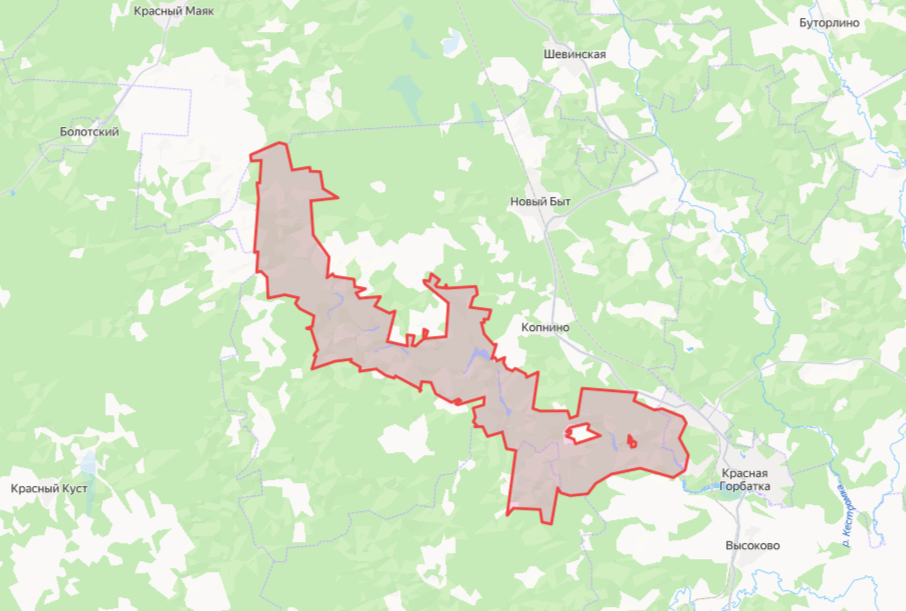 Красный Маяк
Буторлино
Шевинская
Болотский
Новый Быт
Копнино
Красная
Горбатка
Красный Куст
р. Кестромка
Высоково